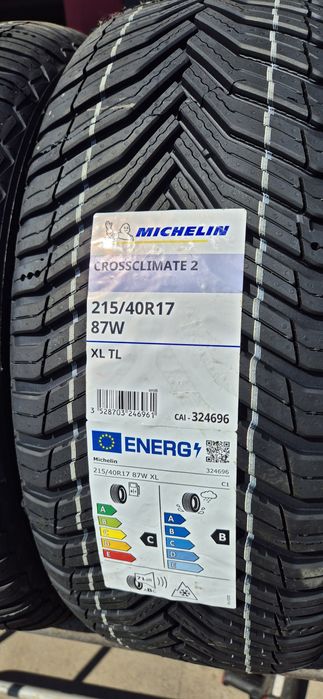 MICHELIN
CROSSCLIMATE 2
215/40R17
87W
XL TL
3 528703 246961
CAI - 324696
ENERG
Michelin
324696
215/40R17 87W XL
C1
A
B
C
D
E
C
A
B
C
D
E
B